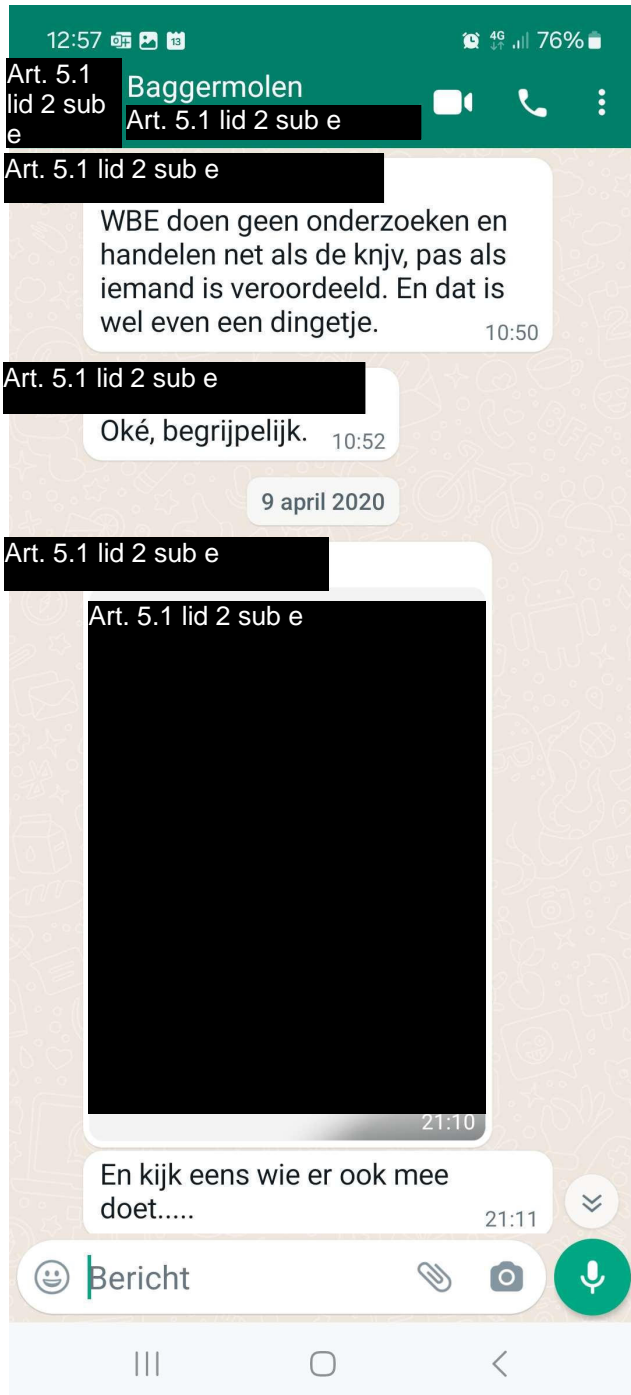 12:57 13 4G 76%
Art. 5.1
lid 2 sub
e
Baggermolen
Art. 5.1 lid 2 sub e
Art. 5.1 lid 2 sub e
WBE doen geen onderzoeken en
handelen net als de knjv, pas als
iemand is veroordeeld. En dat is
wel even een dingetje. 10:50
Art. 5.1 lid 2 sub e
Oké, begrijpelijk. 10:52
9 april 2020
Art. 5.1 lid 2 sub e
Art. 5.1 lid 2 sub e
21:10
En kijk eens wie er ook mee
doet..... 21:11
Bericht